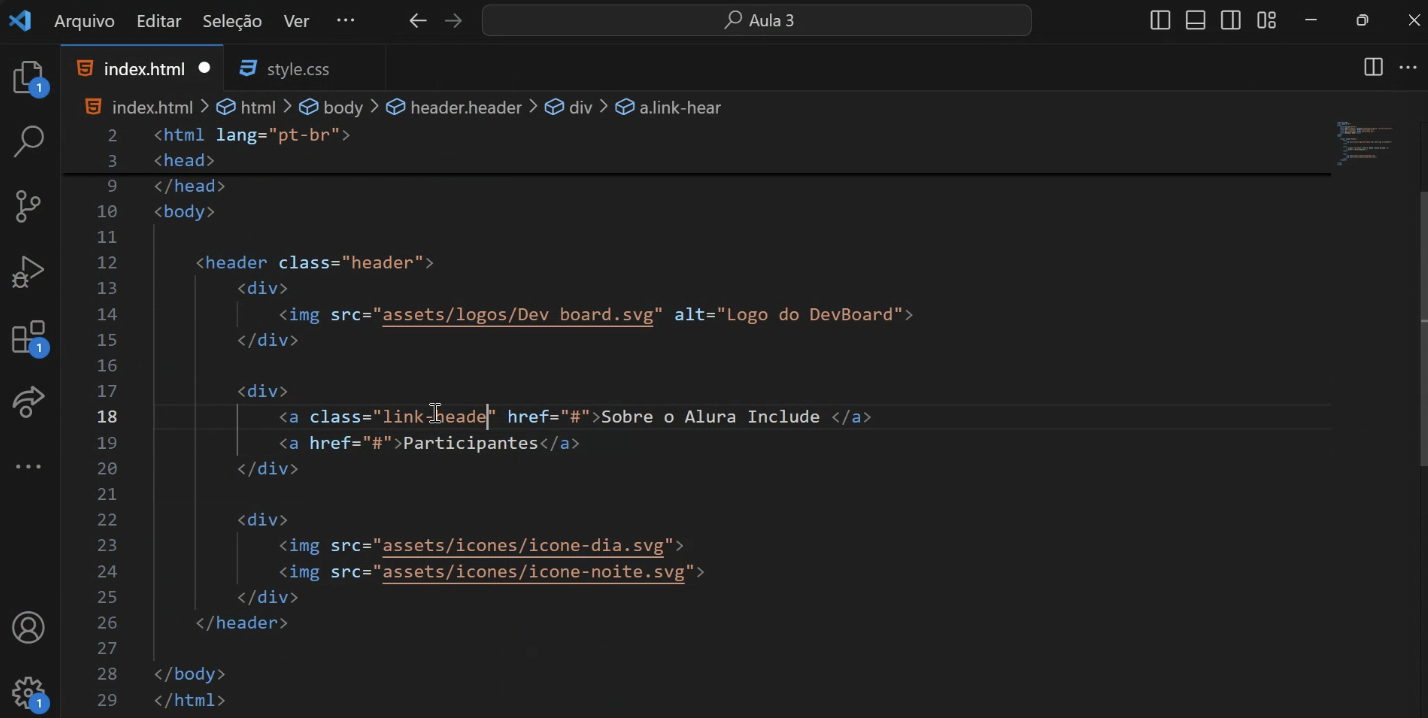 Arquivo Editar Seleção Ver ··· Aula 3
index.html style.css
index.html > html > body > header.header > div > a.link-hear
2 <html lang="pt-br">
3 <head>
9 </head>
10 <body>
11
12 <header class="header">
13 <div>
14 <img src="assets/logos/Dev board.svg" alt="Logo do DevBoard">
15 </div>
16
17 <div>
18 <a class="link-heade" href="#">Sobre o Alura Include </a>
19 <a href="#">Participantes</a>
20 </div>
21
22 <div>
23 <img src="assets/icones/icone-dia.svg">
24 <img src="assets/icones/icone-noite.svg">
25 </div>
26 </header>
27
28 </body>
29 </html>
1
1
1